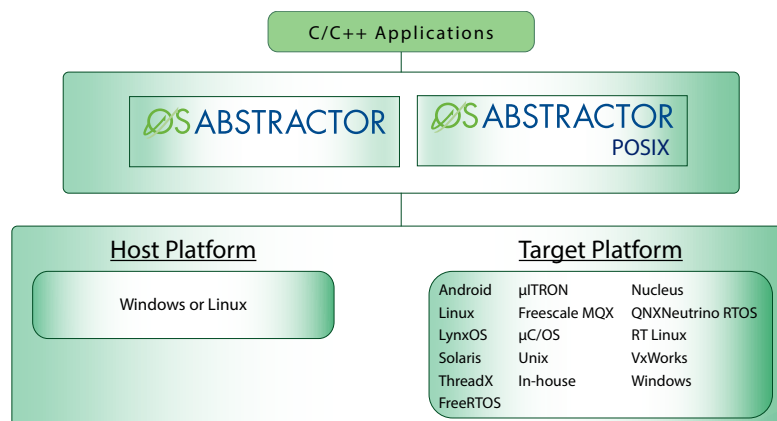 C/C++ Applications
OS ABSTRACTOR
OS ABSTRACTOR
POSIX
Host Platform
Windows or Linux
Target Platform
Android µITRON Nucleus
Linux Freescale MQX QNXNeutrino RTOS
LynxOS µC/OS RT Linux
Solaris Unix VxWorks
ThreadX In-house Windows
FreeRTOS